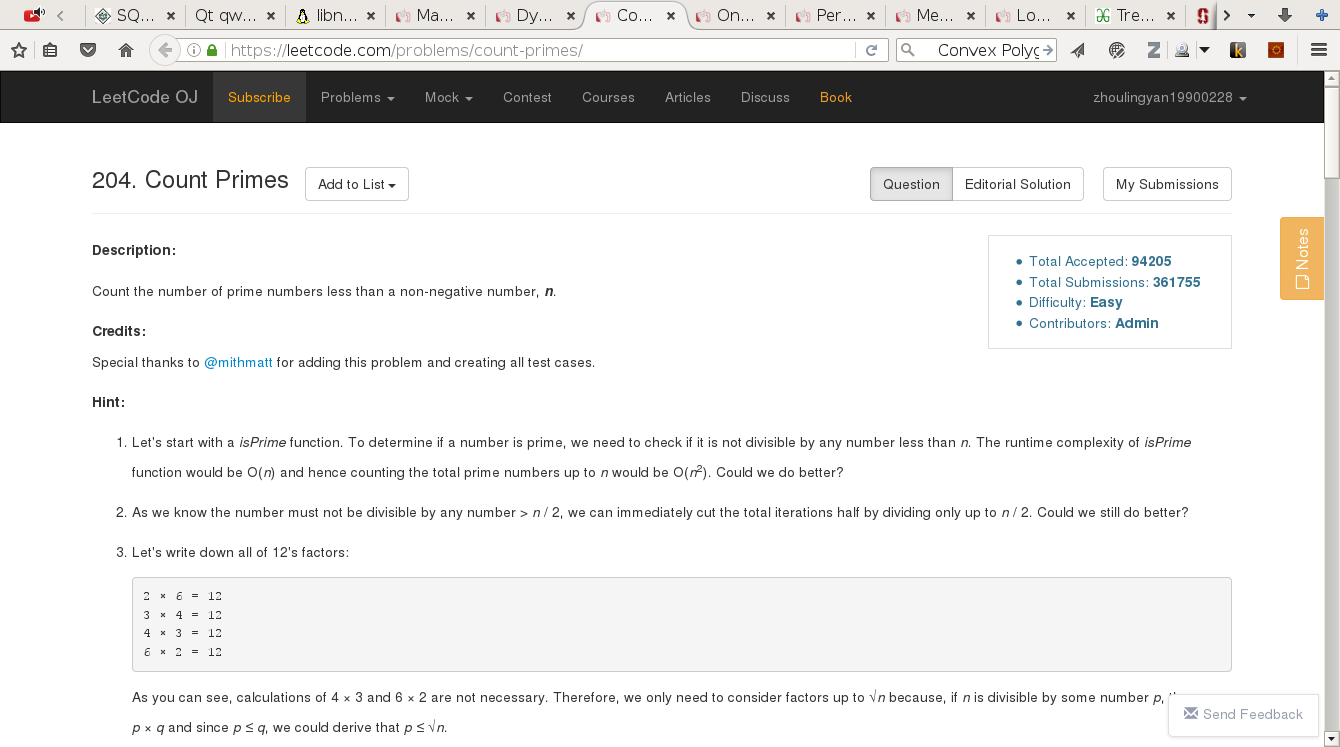 SQ...
Qt qw...
libn...
Ma...
Dy...
Co...
On...
Per...
Me...
Lo...
Tre...
https://leetcode.com/problems/count-primes/
Convex Polyg
LeetCode OJ Subscribe Problems Mock Contest Courses Articles Discuss Book zhoulingyan19900228
204. Count Primes Add to List Question Editorial Solution My Submissions
Description:
Total Accepted: 94205
Total Submissions: 361755
Difficulty: Easy
Contributors: Admin
Notes
Count the number of prime numbers less than a non-negative number, n.
Credits:
Special thanks to @mithmatt for adding this problem and creating all test cases.
Hint:
1. Let's start with a isPrime function. To determine if a number is prime, we need to check if it is not divisible by any number less than n. The runtime complexity of isPrime
function would be O(n) and hence counting the total prime numbers up to n would be O(n²). Could we do better?
2. As we know the number must not be divisible by any number > n / 2, we can immediately cut the total iterations half by dividing only up to n / 2. Could we still do better?
3. Let's write down all of 12's factors:
2 × 6 = 12
3 × 4 = 12
4 × 3 = 12
6 × 2 = 12
As you can see, calculations of 4 × 3 and 6 × 2 are not necessary. Therefore, we only need to consider factors up to √n because, if n is divisible by some number p,
p × q and since p ≤ q, we could derive that p ≤ √n.
Send Feedback